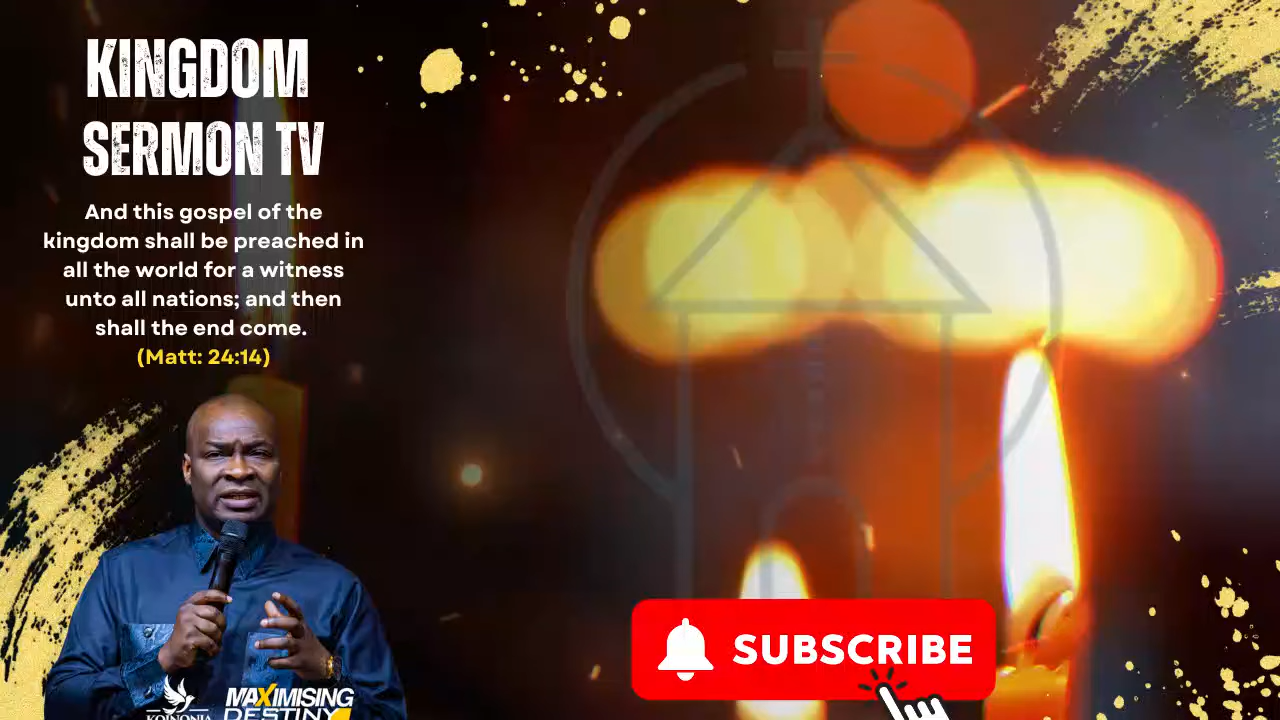 KINGDOM
SERMON TV
And this gospel of the
kingdom shall be preached in
all the world for a witness
unto all nations; and then
shall the end come.
(Matt: 24:14)
KOINONIA
MAXIMISING
DESTINY
SUBSCRIBE